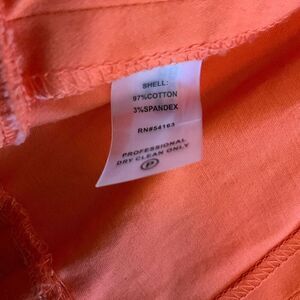 SHELL:
97%COTTON
3%SPANDEX
RN#54163
PROFESSIONAL
DRY CLEAN ONLY
P